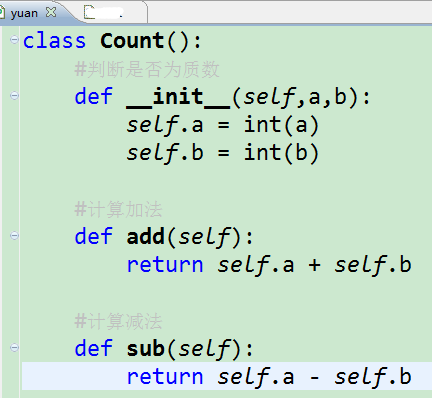 yuan
class Count():
    #判断是否为质数
    def __init__(self,a,b):
        self.a = int(a)
        self.b = int(b)
    #计算加法
    def add(self):
        return self.a + self.b
    #计算减法
    def sub(self):
        return self.a - self.b